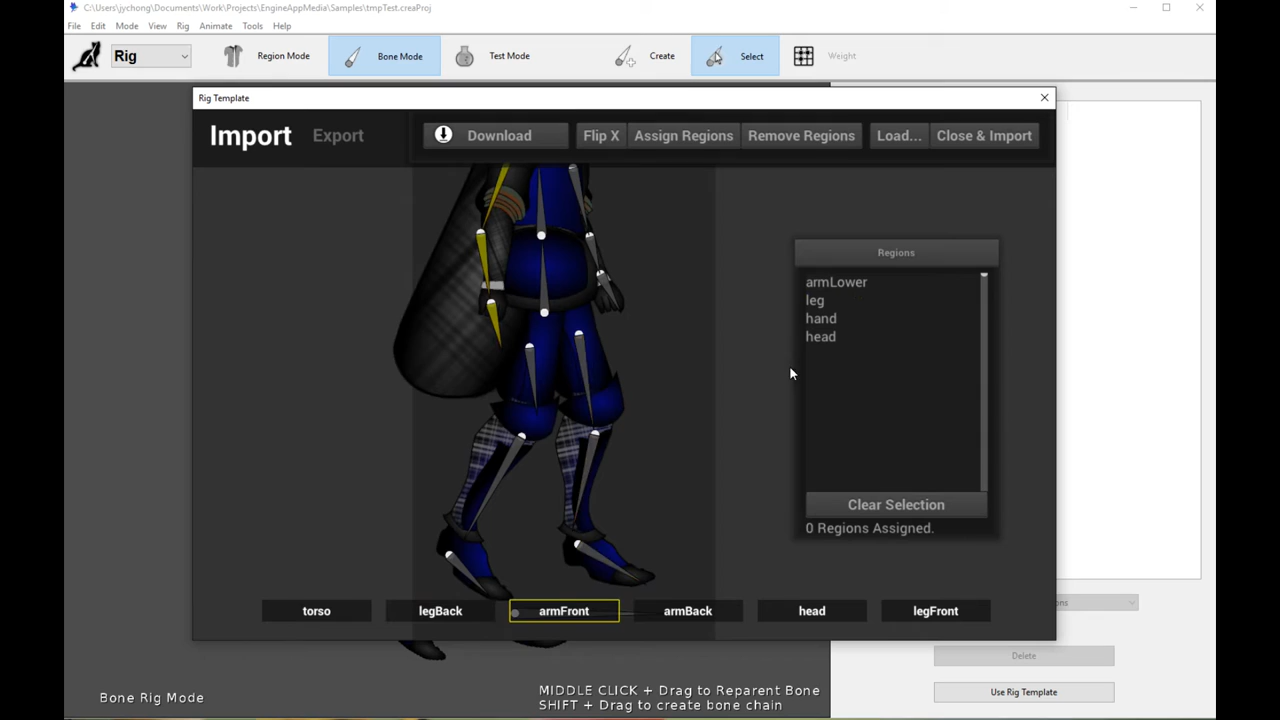 C:\Users\jychong\Documents\Work\Projects\EngineAppMedia\Samples\tmpTest.creaProj
File Edit Mode View Rig Animate Tools Help
Rig Region Mode Bone Mode Test Mode Create Select Weight
Rig Template
Import Export Download Flip X Assign Regions Remove Regions Load... Close & Import
Regions
armLower
leg
hand
head
Clear Selection
0 Regions Assigned.
torso legBack armFront armBack head legFront
Delete
Use Rig Template
Bone Rig Mode
MIDDLE CLICK + Drag to Reparent Bone
SHIFT + Drag to create bone chain